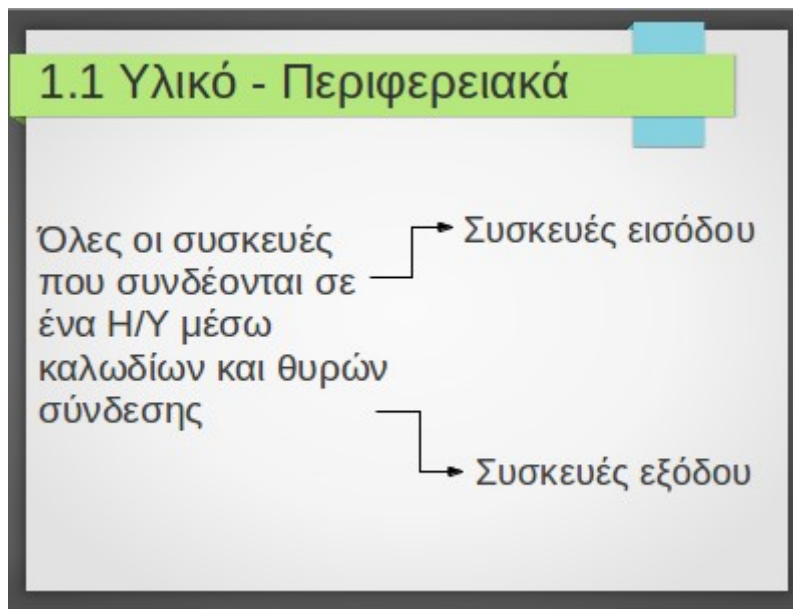 1.1 Υλικό - Περιφερειακά
Όλες οι συσκευές
που συνδέονται σε
ένα Η/Υ μέσω
καλωδίων και θυρών
σύνδεσης
Συσκευές εισόδου
Συσκευές εξόδου